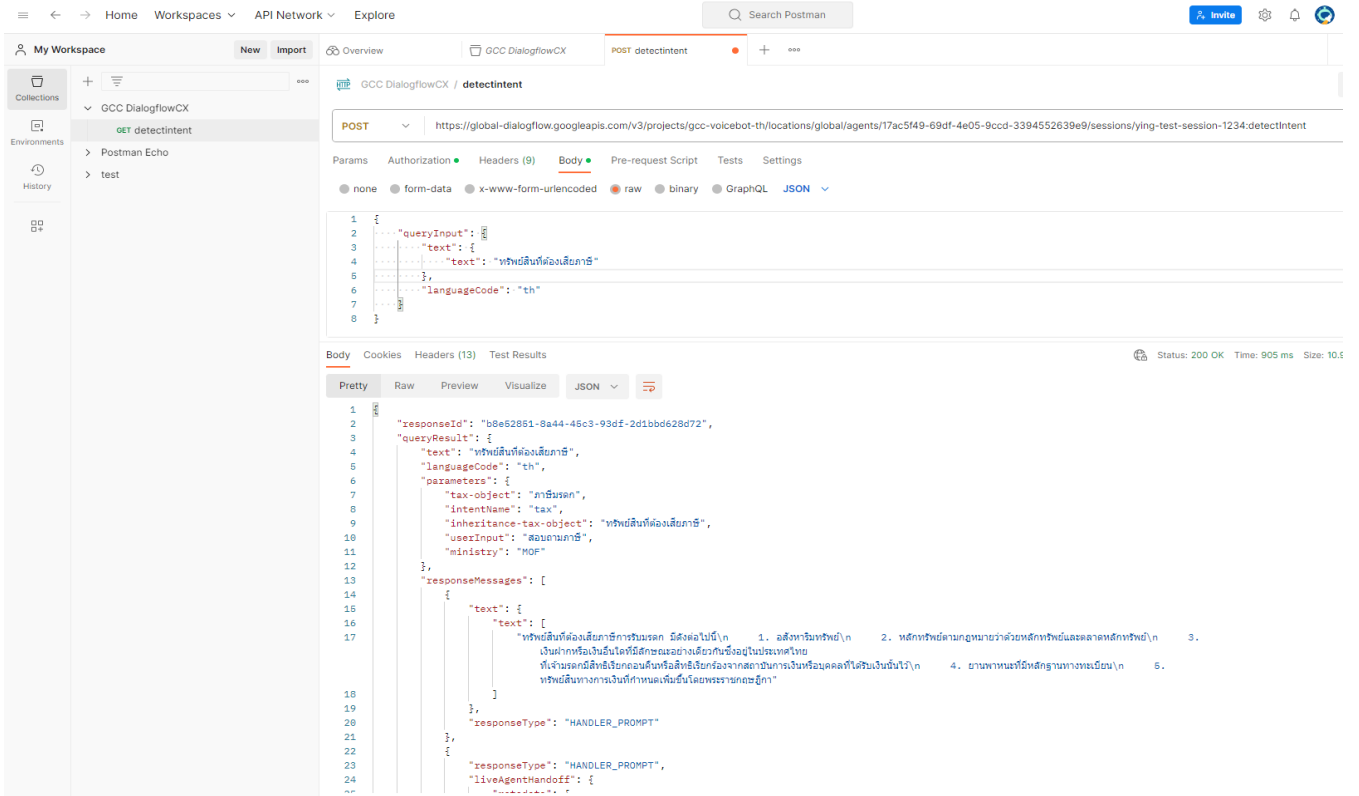 Home Workspaces API Network Explore Search Postman Invite
My Workspace New Import Overview GCC DialogflowCX POST detectintent
Collections
Environments
History
GCC DialogflowCX
GET detectintent
Postman Echo
test
GCC DialogflowCX / detectintent
POST https://global-dialogflow.googleapis.com/v3/projects/gcc-voicebot-th/locations/global/agents/17ac5f49-69df-4e05-9ccd-3394552639e9/sessions/ying-test-session-1234:detectIntent
Params Authorization Headers (9) Body Pre-request Script Tests Settings
none form-data x-www-form-urlencoded raw binary GraphQL JSON
1 {
2 "queryInput": {
3 "text": {
4 "text": "ทรัพย์สินที่ต้องเสียภาษี"
5 },
6 "languageCode": "th"
7 }
8 }
Body Cookies Headers (13) Test Results Status: 200 OK Time: 905 ms Size: 10.9
Pretty Raw Preview Visualize JSON
1 {
2 "responseId": "b8e52851-8a44-45c3-93df-2d1bbd628d72",
3 "queryResult": {
4 "text": "ทรัพย์สินที่ต้องเสียภาษี",
5 "languageCode": "th",
6 "parameters": {
7 "tax-object": "ภาษีมรดก",
8 "intentName": "tax",
9 "inheritance-tax-object": "ทรัพย์สินที่ต้องเสียภาษี",
10 "userInput": "สอบถามภาษี",
11 "ministry": "MOF"
12 },
13 "responseMessages": [
14 {
15 "text": {
16 "text": [
17 "ทรัพย์สินที่ต้องเสียภาษีการรับมรดก มีดังต่อไปนี้\n 1. อสังหาริมทรัพย์\n 2. หลักทรัพย์ตามกฎหมายว่าด้วยหลักทรัพย์และตลาดหลักทรัพย์\n 3.
เงินฝากหรือเงินอื่นใดที่มีลักษณะอย่างเดียวกันซึ่งอยู่ในประเทศไทย
ที่เจ้ามรดกมีสิทธิเรียกถอนคืนหรือสิทธิเรียกร้องจากสถาบันการเงินหรือบุคคลที่ได้รับเงินนั้นไว้\n 4. ยานพาหนะที่มีหลักฐานทางทะเบียน\n 5.
ทรัพย์สินทางการเงินที่กำหนดเพิ่มขึ้นโดยพระราชกฤษฎีกา"
18 ]
19 },
20 "responseType": "HANDLER_PROMPT"
21 },
22 {
23 "responseType": "HANDLER_PROMPT",
24 "liveAgentHandoff": {
25 "metadata": {